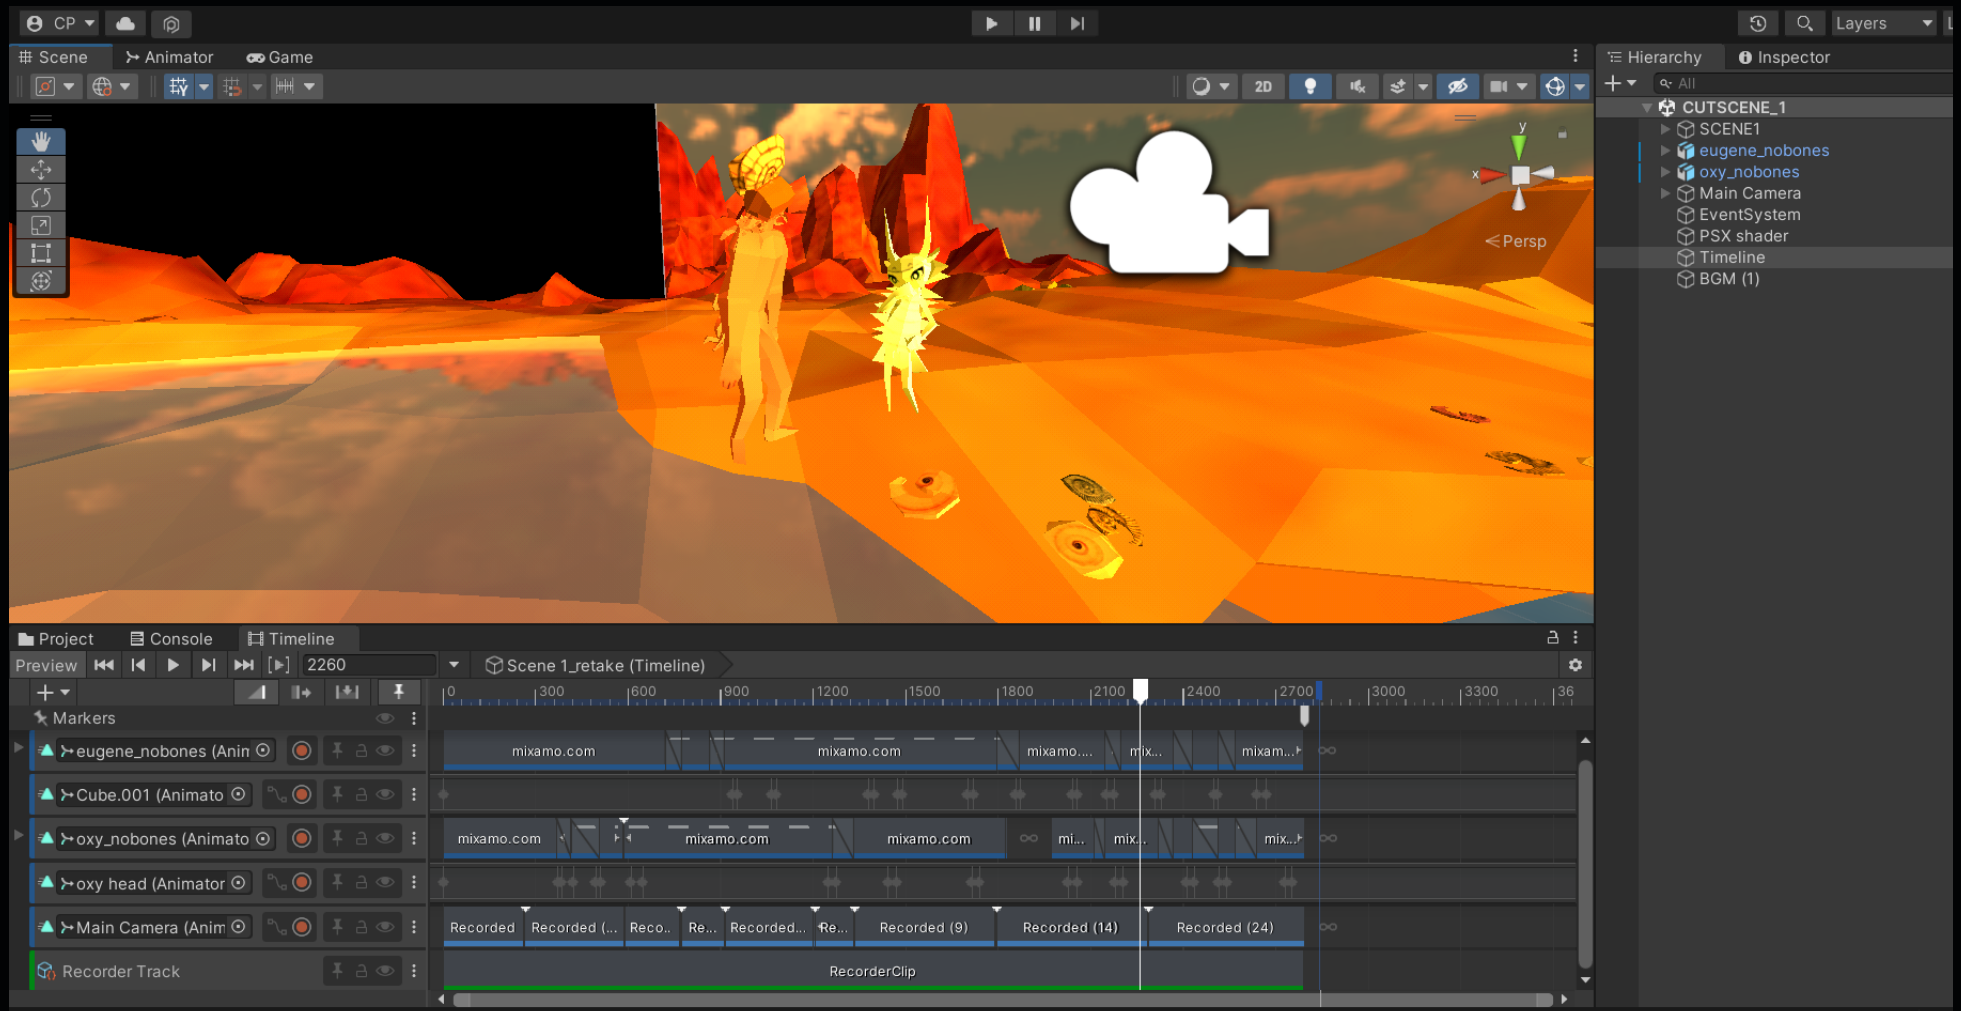 CP
Layers
Scene
Animator
Game
Hierarchy
Inspector
2D
All
y
x
Persp
CUTSCENE_1
SCENE1
eugene_nobones
oxy_nobones
Main Camera
EventSystem
PSX shader
Timeline
BGM (1)
Project
Console
Timeline
Preview
2260
Scene 1_retake (Timeline)
0 300 600 900 1200 1500 1800 2100 2400 2700 3000 3300 36
Markers
eugene_nobones (Anim
mixamo.com mixamo.com mixamo.... mix... mixam...
Cube.001 (Animato
oxy_nobones (Animato
mixamo.com mixamo.com mixamo.com mi... mix... mix...
oxy head (Animator
Main Camera (Anim
Recorded Recorded (... Reco.. Re... Recorded... Re... Recorded (9) Recorded (14) Recorded (24)
Recorder Track
RecorderClip